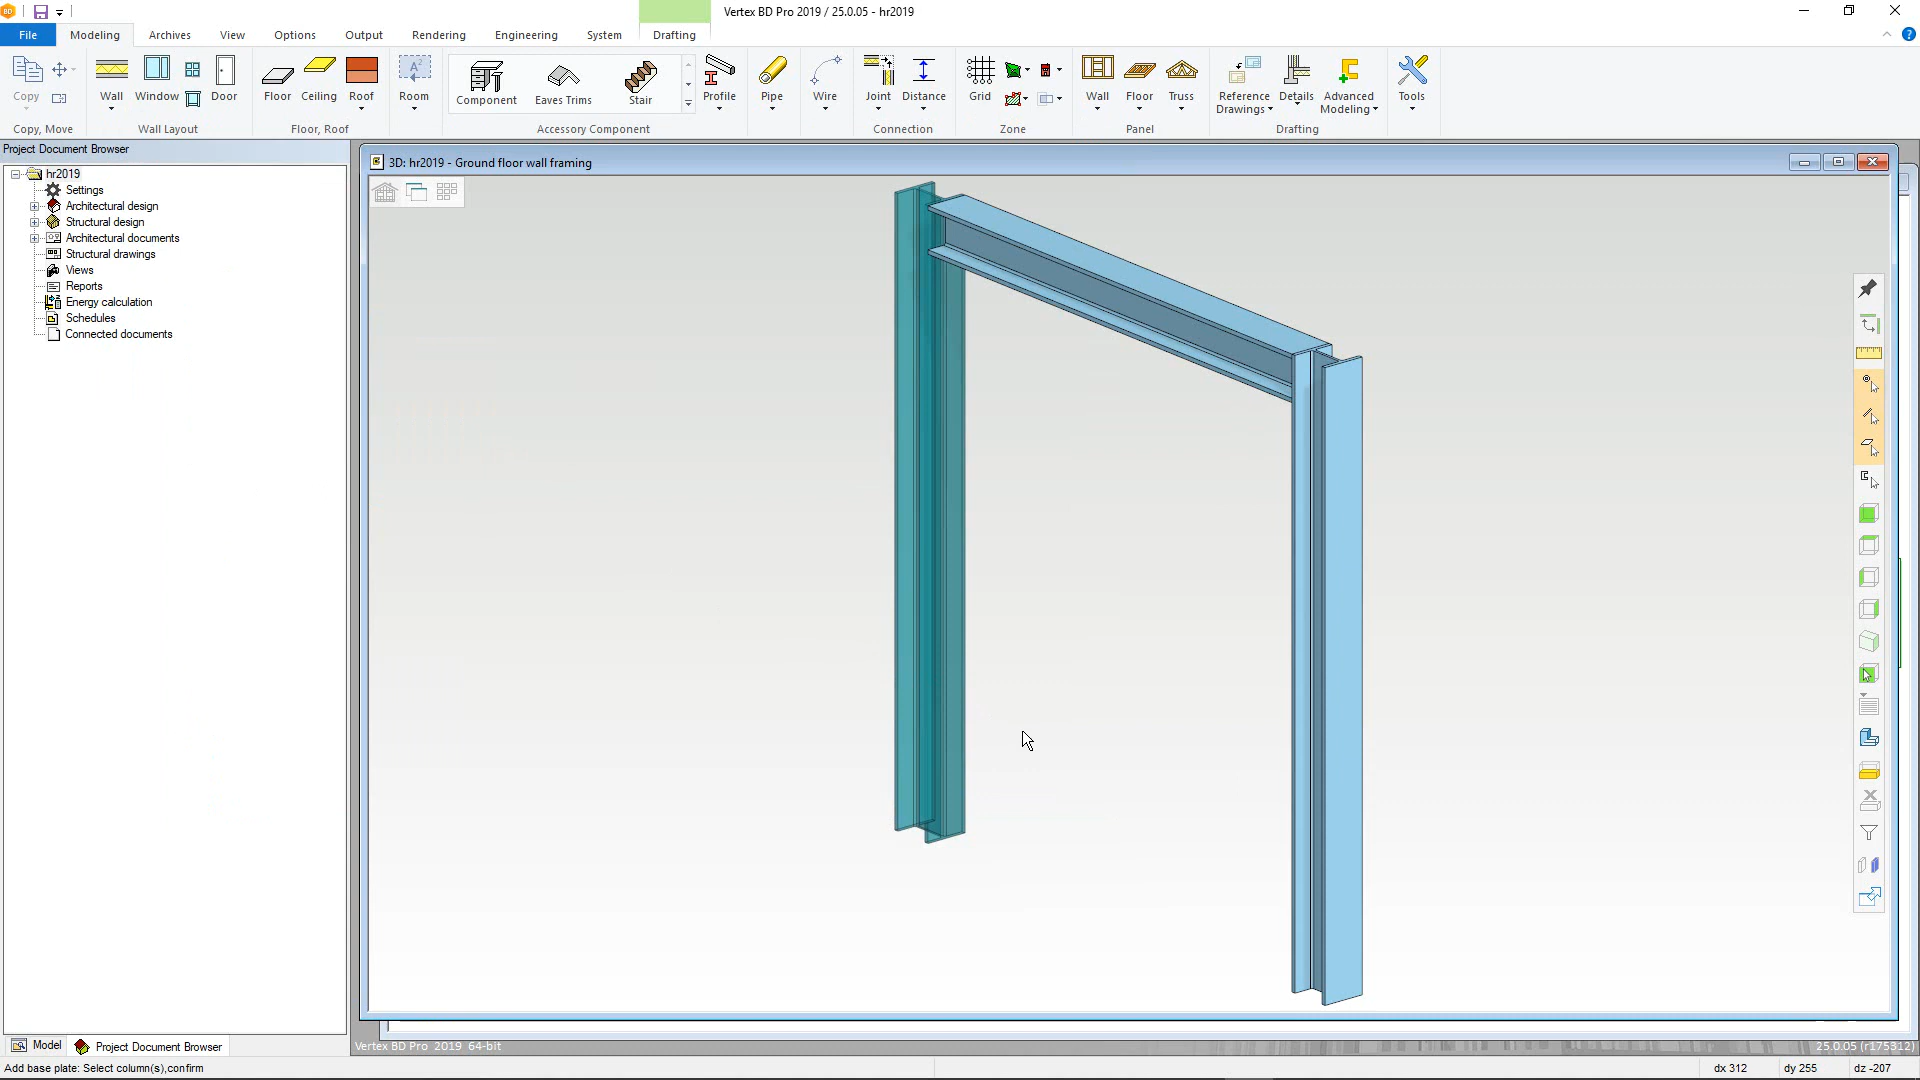 Vertex BD Pro 2019 / 25.0.05 - hr2019
File Modeling Archives View Options Output Rendering Engineering System Drafting
Copy Wall Window Door Floor Ceiling Roof Room Component Eaves Trims Stair Profile Pipe Wire Joint Distance Grid Wall Floor Truss Reference Drawings Details Advanced Modeling Tools
Copy, Move Wall Layout Floor, Roof Accessory Component Connection Zone Panel Drafting
Project Document Browser
3D: hr2019 - Ground floor wall framing
hr2019
Settings
Architectural design
Structural design
Architectural documents
Structural drawings
Views
Reports
Energy calculation
Schedules
Connected documents
Model Project Document Browser
Vertex BD Pro 2019 64-bit
25.0.05 (r175312)
Add base plate: Select column(s),confirm
dx 312 dy 255 dz -207